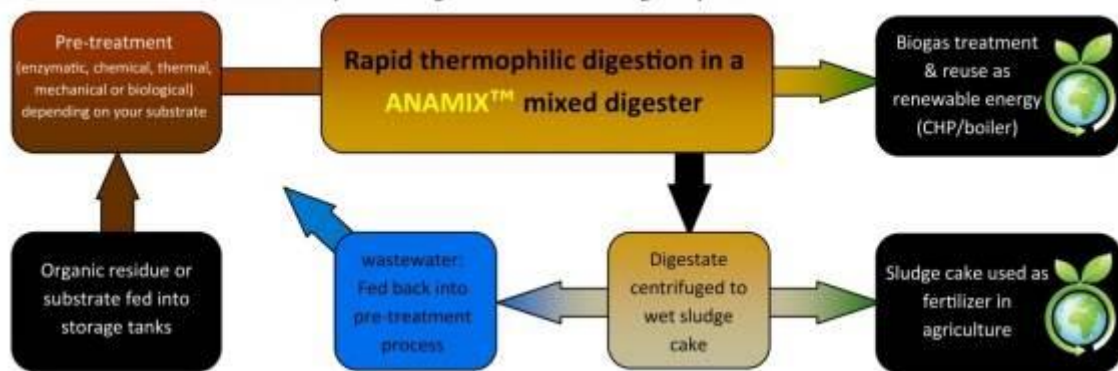 Pre-treatment
(enzymatic, chemical, thermal,
mechanical or biological)
depending on your substrate
Rapid thermophilic digestion in a
ANAMIX™ mixed digester
Biogas treatment
& reuse as
renewable energy
(CHP/boiler)
Organic residue or
substrate fed into
storage tanks
wastewater:
Fed back into
pre-treatment
process
Digestate
centrifuged to
wet sludge
cake
Sludge cake used as
fertilizer in
agriculture